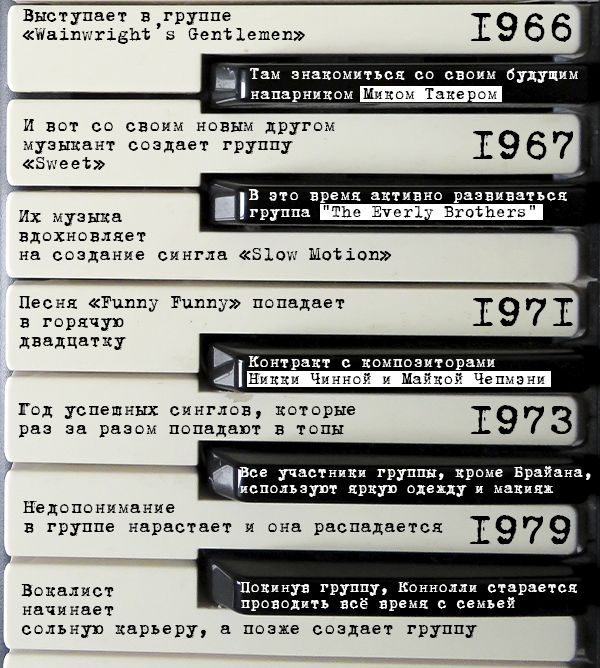 Выступает в группе
«Wainwright's Gentlemen»
1966
Там знакомиться со своим будущим
напарником Миком Такером
И вот со своим новым другом
музыкант создает группу
«Sweet»
1967
В это время активно развиваться
группа "The Everly Brothers"
Их музыка
вдохновляет
на создание сингла «Slow Motion»
Песня «Funny Funny» попадает
в горячую
двадцатку
1971
Контракт с композиторами
Никки Чинной и Майкой Чепмэни
Год успешных синглов, которые
раз за разом попадают в топы
1973
Все участники группы, кроме Брайана,
используют яркую одежду и макияж
Недопонимание
в группе нарастает и она распадается
1979
Покинув группу, Коннолли старается
проводить всё время с семьей
Вокалист
начинает
сольную карьеру, а позже создает группу